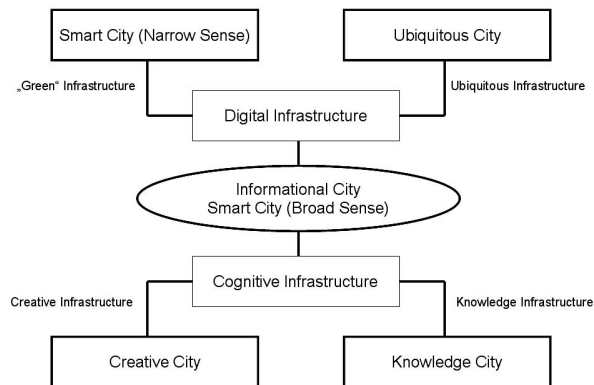 Smart City (Narrow Sense)
Ubiquitous City
„Green“ Infrastructure
Ubiquitous Infrastructure
Digital Infrastructure
Informational City
Smart City (Broad Sense)
Cognitive Infrastructure
Creative Infrastructure
Knowledge Infrastructure
Creative City
Knowledge City